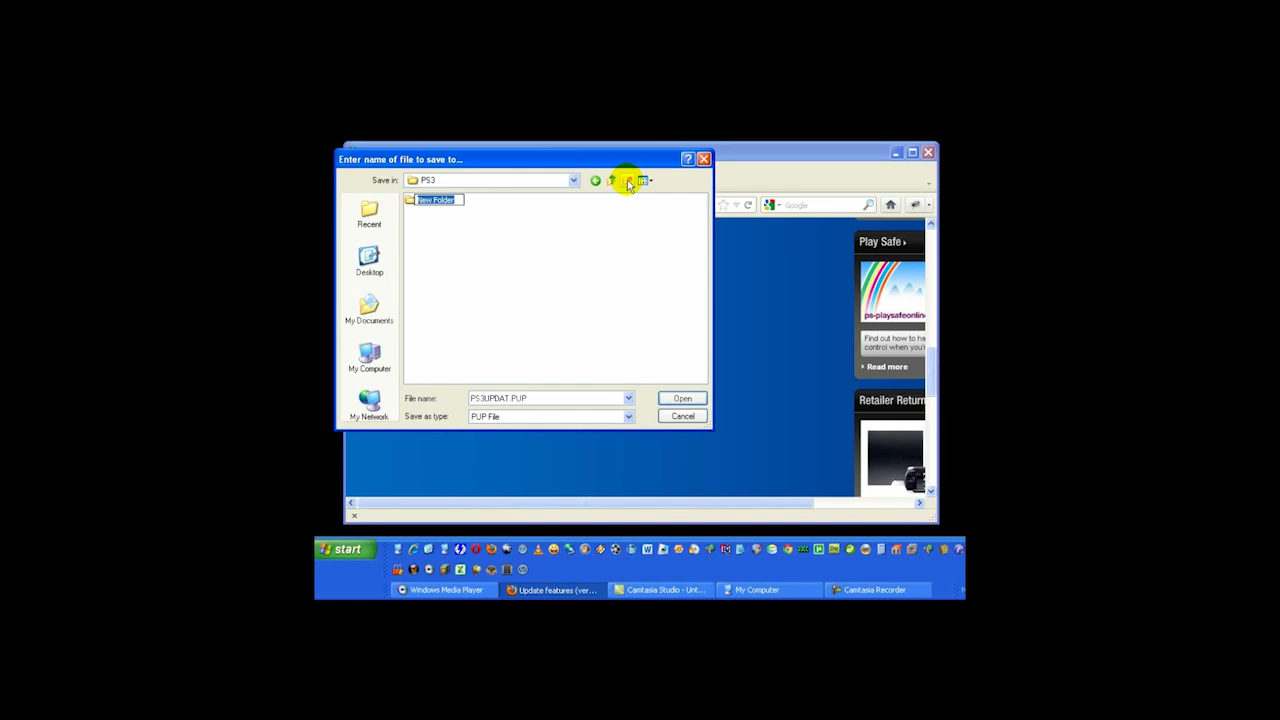 Enter name of file to save to...
Save in:
PS3
New Folder
Recent
Desktop
My Documents
My Computer
My Network
File name:
PS3UPDAT.PUP
Open
Save as type:
PUP File
Cancel
Google
Play Safe
ps-playsafeonlin
Find out how to ha
control when you'r
Read more
Retailer Return
start
Windows Media Player
Update features (ver...
Camtasia Studio - Unt...
My Computer
Camtasia Recorder